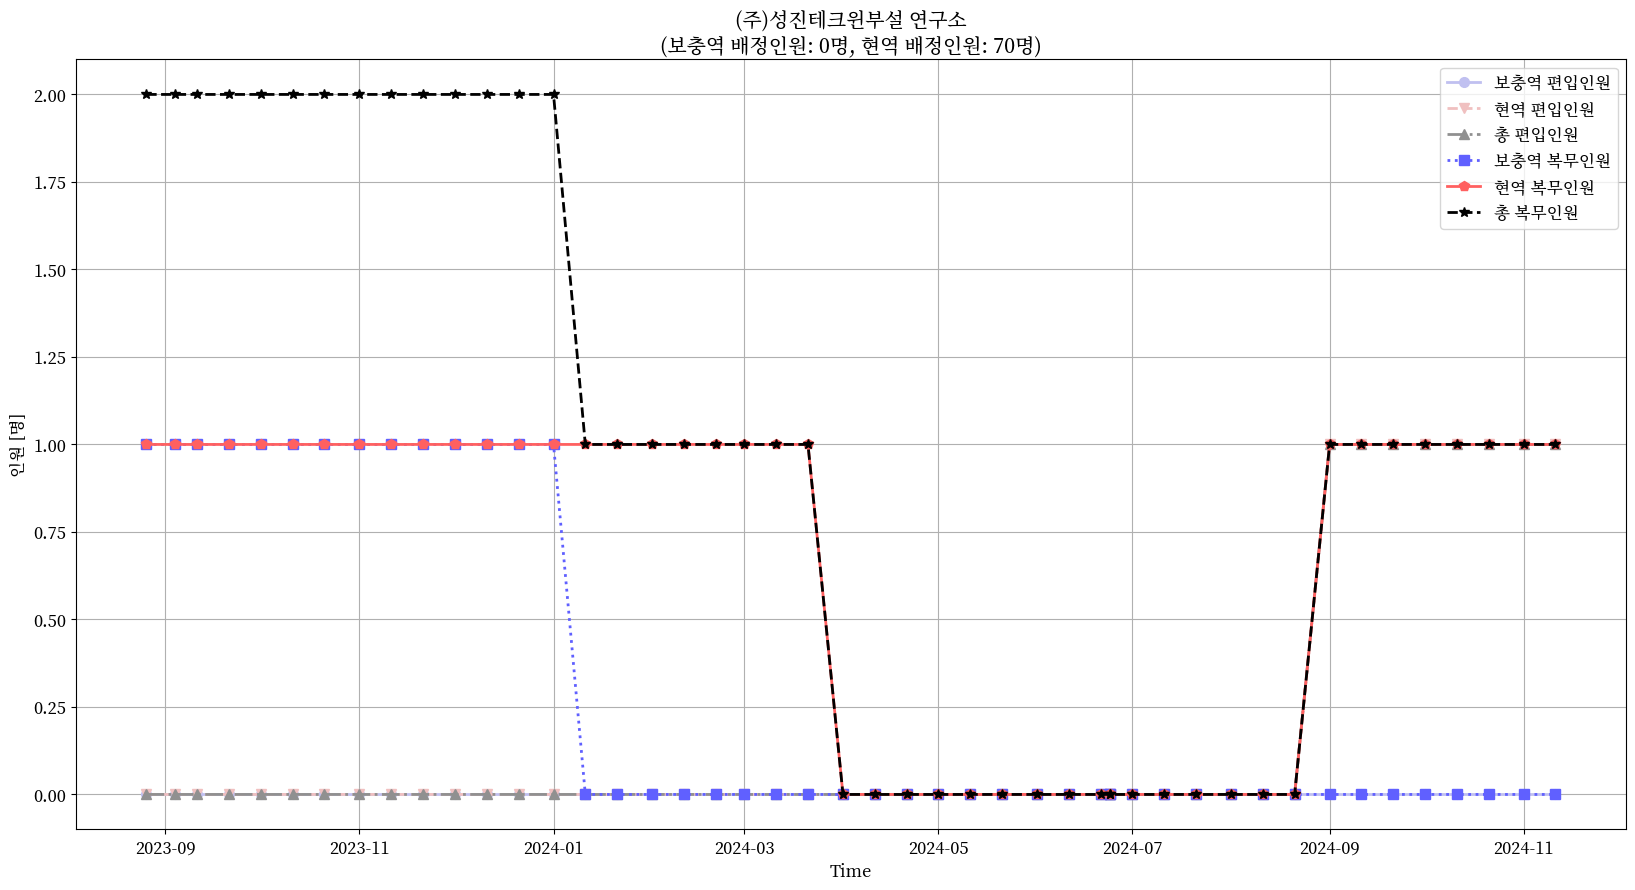 (주)성진테크윈부설 연구소
(보충역 배정인원: 0명, 현역 배정인원: 70명)
보충역 편입인원
현역 편입인원
총 편입인원
보충역 복무인원
현역 복무인원
총 복무인원
인원 [명]
2.00
1.75
1.50
1.25
1.00
0.75
0.50
0.25
0.00
2023-09 2023-11 2024-01 2024-03 2024-05 2024-07 2024-09 2024-11
Time